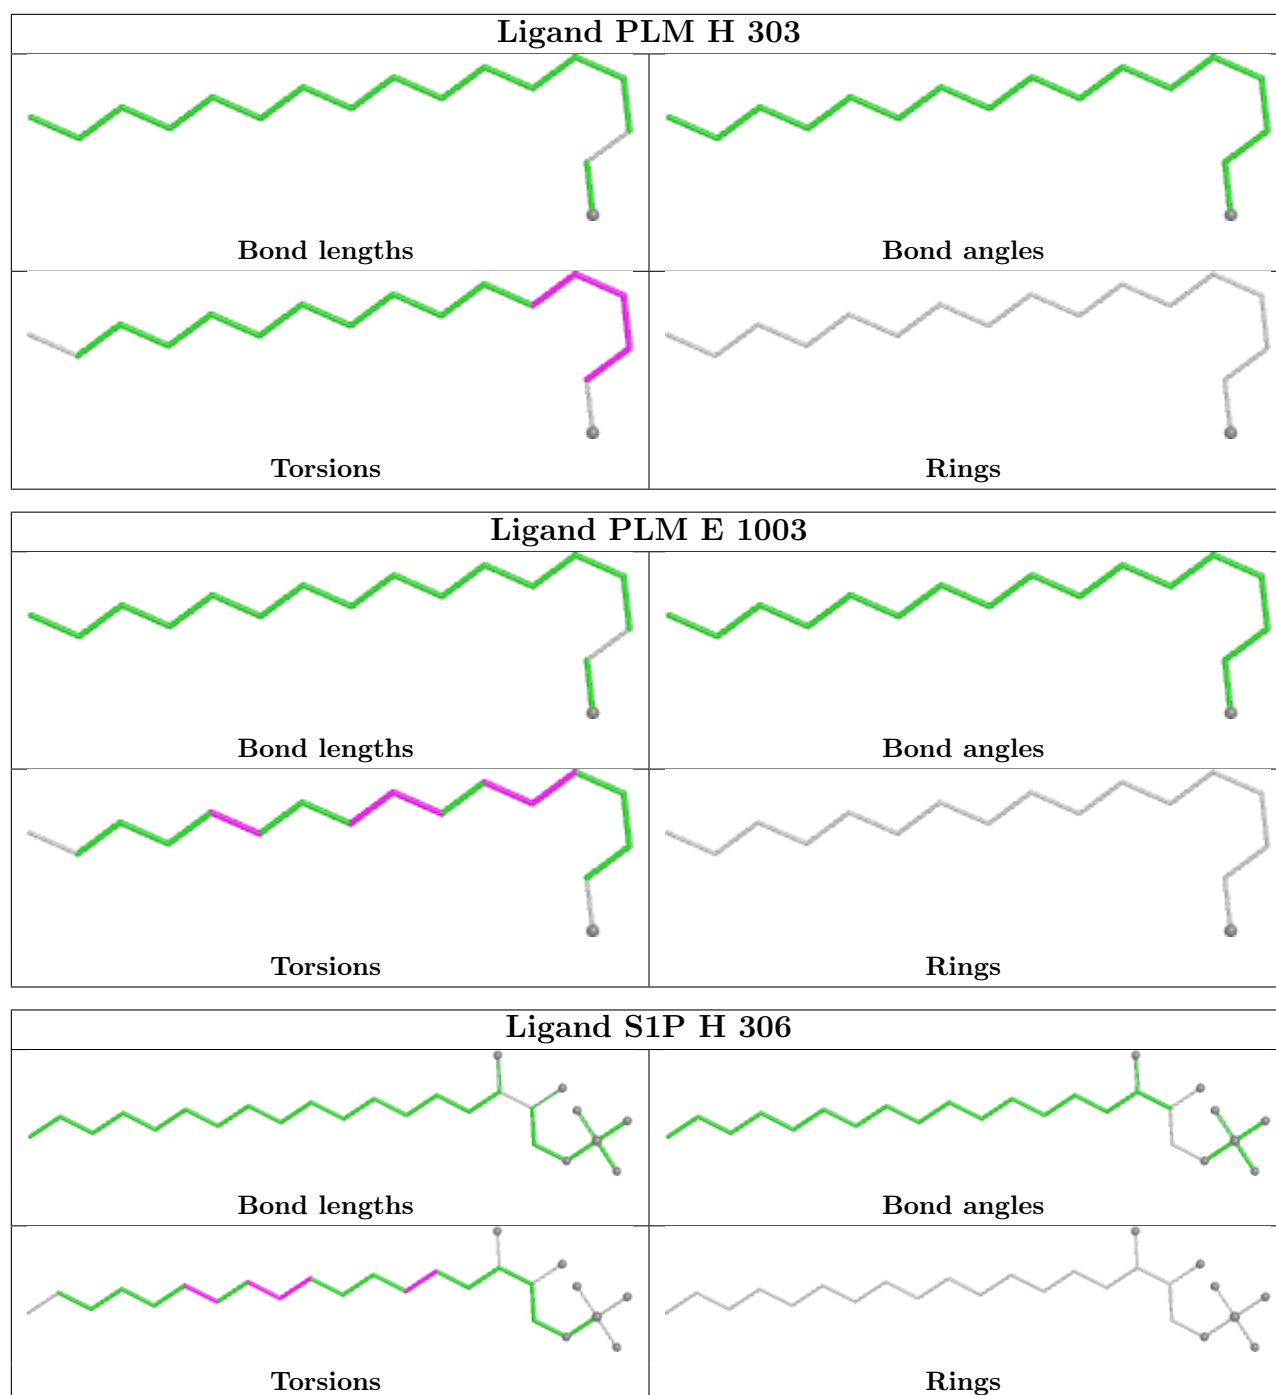 Ligand PLM H 303
Bond lengths
Bond angles
Torsions
Rings
Ligand PLM E 1003
Bond lengths
Bond angles
Torsions
Rings
Ligand S1P H 306
Bond lengths
Bond angles
Torsions
Rings